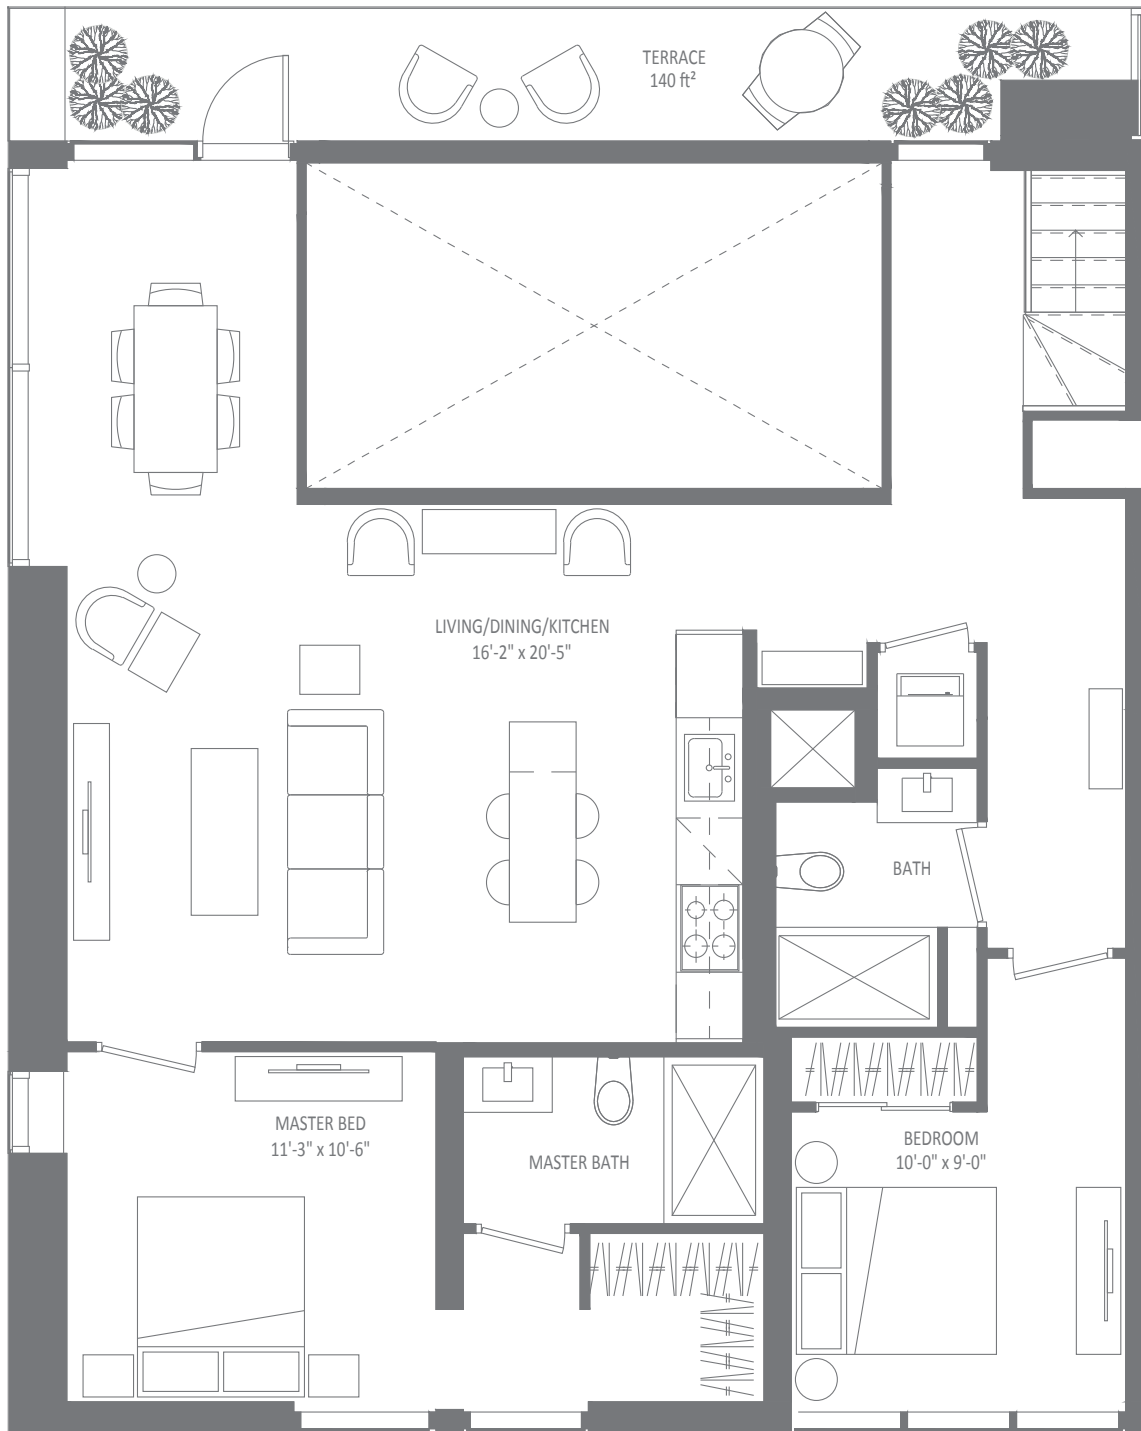 TERRACE
140 ft²
LIVING/DINING/KITCHEN
16'-2" x 20'-5"
BATH
MASTER BED
11'-3" x 10'-6"
MASTER BATH
BEDROOM
10'-0" x 9'-0"